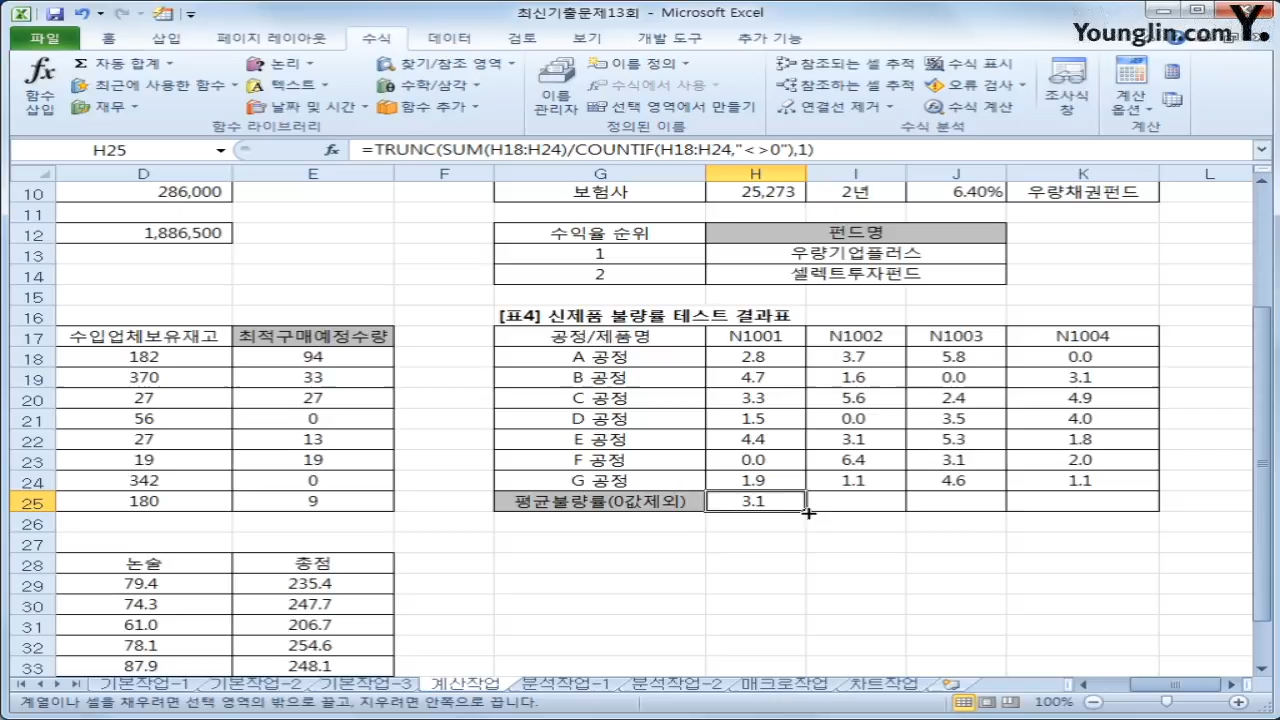 최신기출문제13회 - Microsoft Excel
YoungJin.com Y.
파일 홈 삽입 페이지 레이아웃 수식 데이터 검토 보기 개발 도구 추가 기능
fx 함수 삽입
Σ 자동 합계 논리 찾기/참조 영역
최근에 사용한 함수 텍스트 수학/삼각
재무 날짜 및 시간 함수 추가
함수 라이브러리
이름 관리자
이름 정의
수식에서 사용
선택 영역에서 만들기
정의된 이름
참조되는 셀 추적 수식 표시
참조하는 셀 추적 오류 검사
연결선 제거 수식 계산
수식 분석
조사식 창
계산 옵션
계산
H25 fx =TRUNC(SUM(H18:H24)/COUNTIF(H18:H24,"<>0"),1)
D E F G H I J K L
10 286,000 보험사 25,273 2년 6.40% 우량채권펀드
11
12 1,886,500 수익율 순위 펀드명
13 1 우량기업플러스
14 2 셀렉트투자펀드
15
16 [표4] 신제품 불량률 테스트 결과표
17 수입업체보유재고 최적구매예정수량 공정/제품명 N1001 N1002 N1003 N1004
18 182 94 A 공정 2.8 3.7 5.8 0.0
19 370 33 B 공정 4.7 1.6 0.0 3.1
20 27 27 C 공정 3.3 5.6 2.4 4.9
21 56 0 D 공정 1.5 0.0 3.5 4.0
22 27 13 E 공정 4.4 3.1 5.3 1.8
23 19 19 F 공정 0.0 6.4 3.1 2.0
24 342 0 G 공정 1.9 1.1 4.6 1.1
25 180 9 평균불량률(0값제외) 3.1
26
27
28 논술 총점
29 79.4 235.4
30 74.3 247.7
31 61.0 206.7
32 78.1 254.6
33 87.9 248.1
기본작업-1 기본작업-2 기본작업-3 계산작업 분석작업-1 분석작업-2 매크로작업 차트작업
계열이나 셀을 채우려면 선택 영역의 밖으로 끌고, 지우려면 안쪽으로 끕니다. 100%